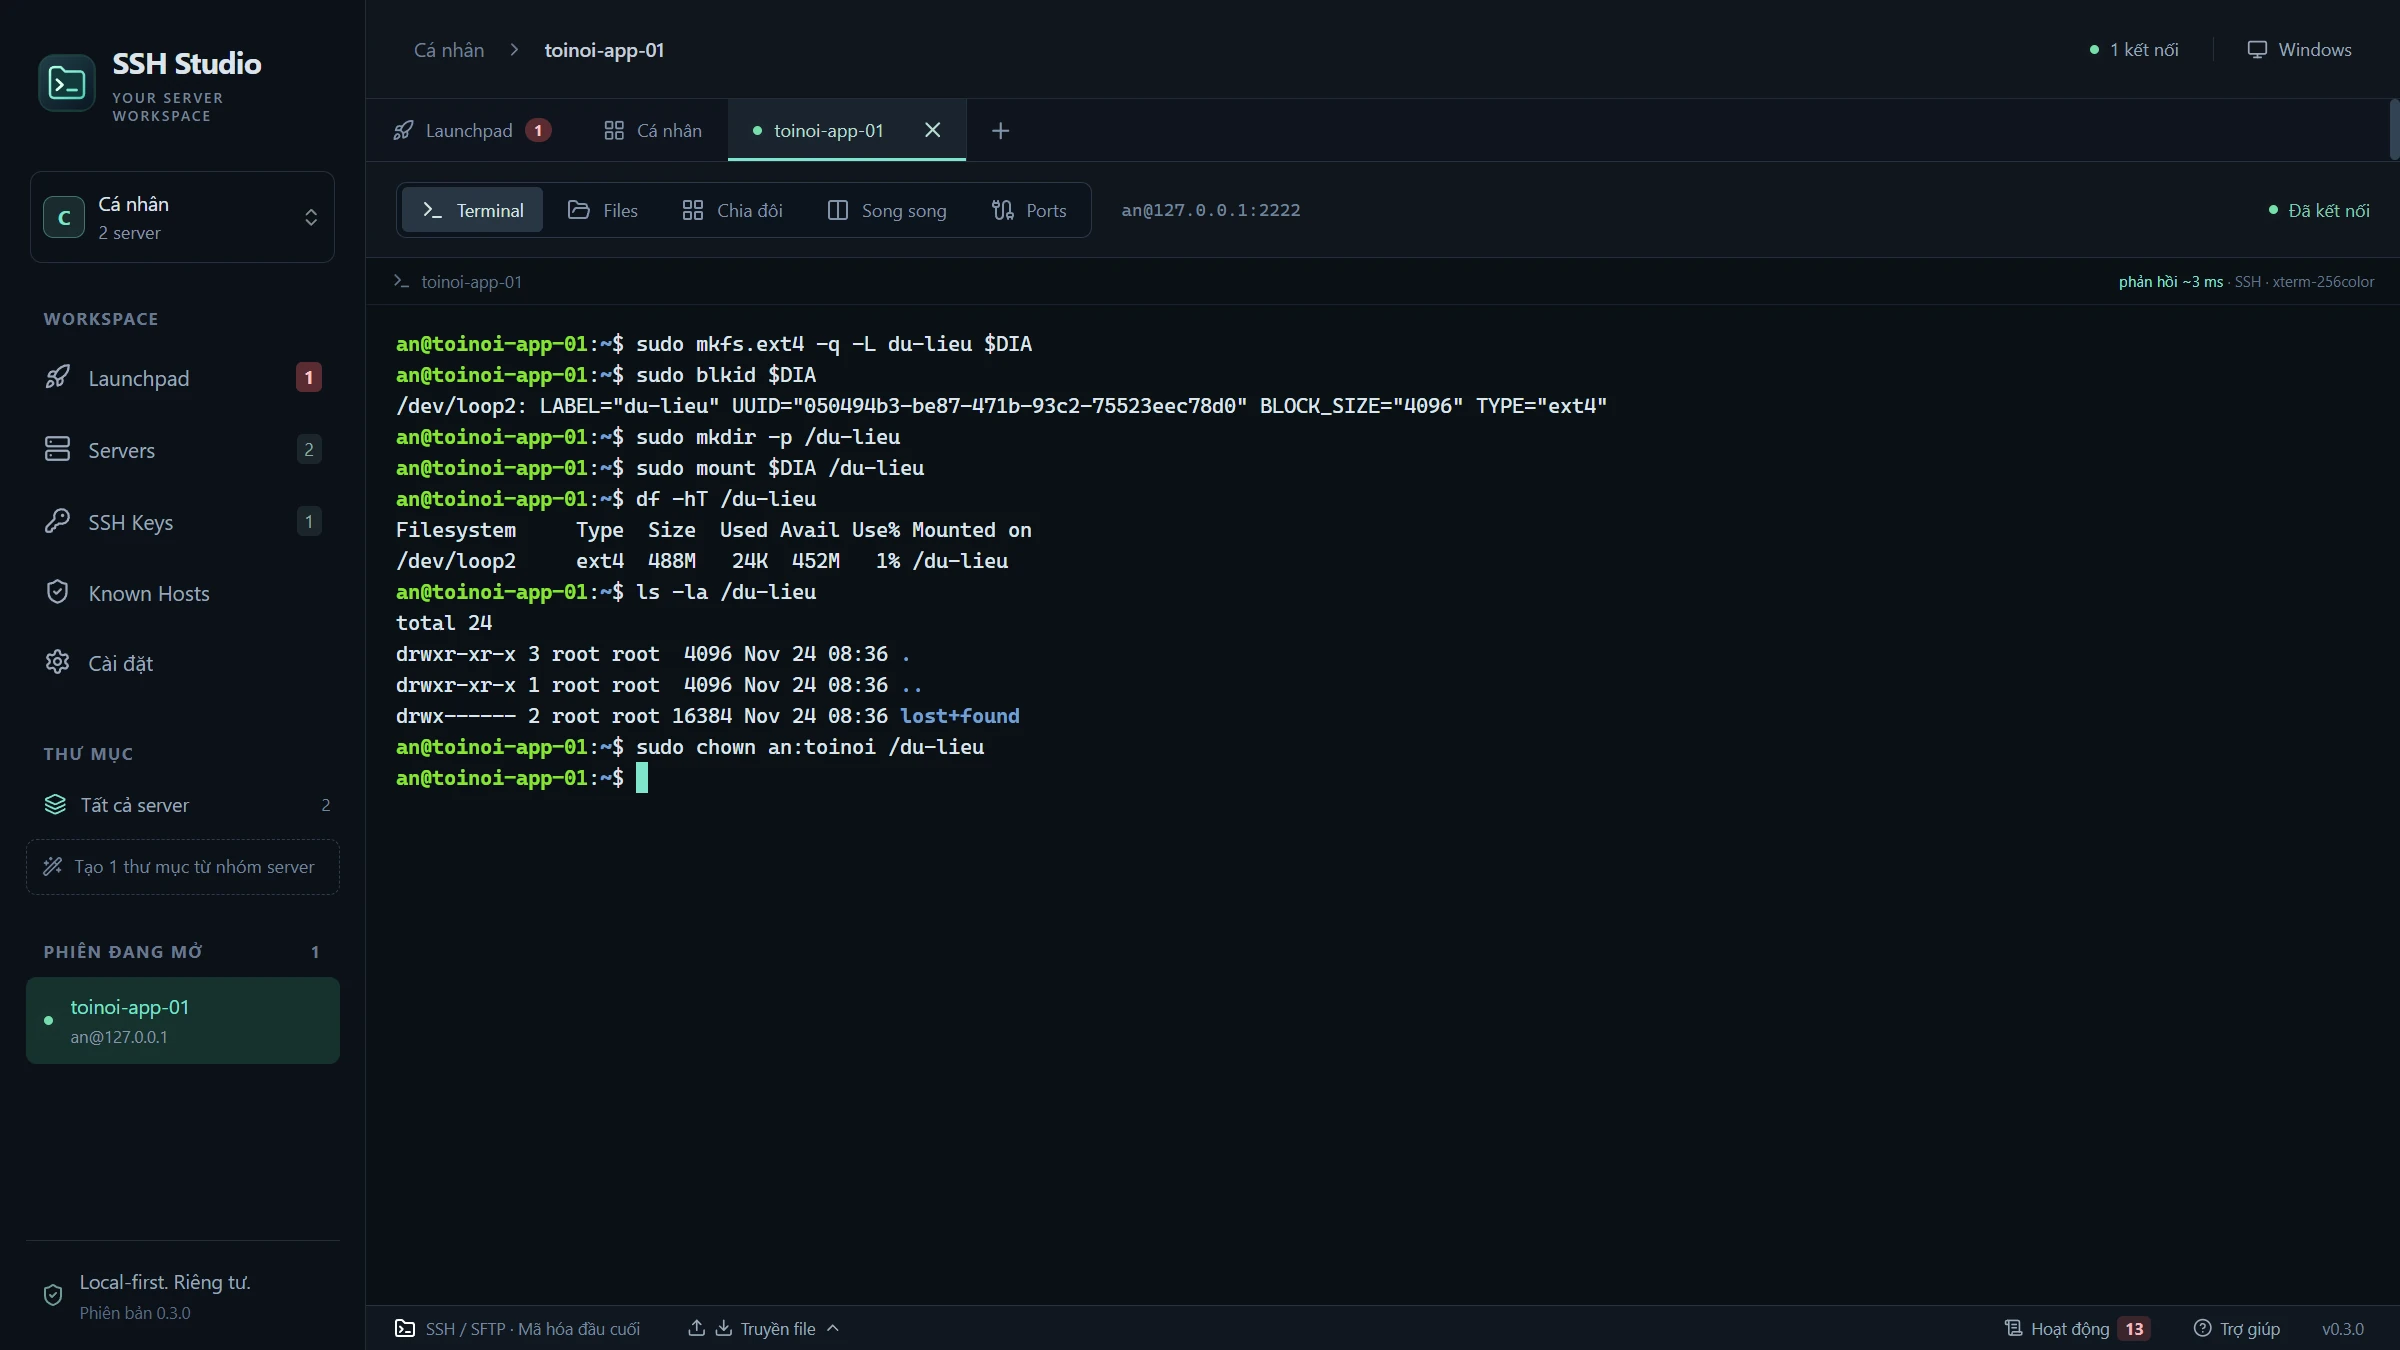 SSH Studio
YOUR SERVER
WORKSPACE
C
Cá nhân
2 server
WORKSPACE
Launchpad 1
Servers 2
SSH Keys 1
Known Hosts
Cài đặt
THƯ MỤC
Tất cả server 2
Tạo 1 thư mục từ nhóm server
PHIÊN ĐANG MỞ 1
toinoi-app-01
an@127.0.0.1
Local-first. Riêng tư.
Phiên bản 0.3.0
Cá nhân > toinoi-app-01
1 kết nối
Windows
Launchpad 1
Cá nhân
toinoi-app-01
Terminal
Files
Chia đôi
Song song
Ports
an@127.0.0.1:2222
Đã kết nối
toinoi-app-01
phản hồi ~3 ms · SSH · xterm-256color
an@toinoi-app-01:~$ sudo mkfs.ext4 -q -L du-lieu $DIA
an@toinoi-app-01:~$ sudo blkid $DIA
/dev/loop2: LABEL="du-lieu" UUID="050494b3-be87-471b-93c2-75523eec78d0" BLOCK_SIZE="4096" TYPE="ext4"
an@toinoi-app-01:~$ sudo mkdir -p /du-lieu
an@toinoi-app-01:~$ sudo mount $DIA /du-lieu
an@toinoi-app-01:~$ df -hT /du-lieu
Filesystem     Type  Size  Used Avail Use% Mounted on
/dev/loop2     ext4  488M   24K  452M   1% /du-lieu
an@toinoi-app-01:~$ ls -la /du-lieu
total 24
drwxr-xr-x 3 root root  4096 Nov 24 08:36 .
drwxr-xr-x 1 root root  4096 Nov 24 08:36 ..
drwx------ 2 root root 16384 Nov 24 08:36 lost+found
an@toinoi-app-01:~$ sudo chown an:toinoi /du-lieu
an@toinoi-app-01:~$
SSH / SFTP · Mã hóa đầu cuối
Truyền file
Hoạt động 13
Trợ giúp
v0.3.0